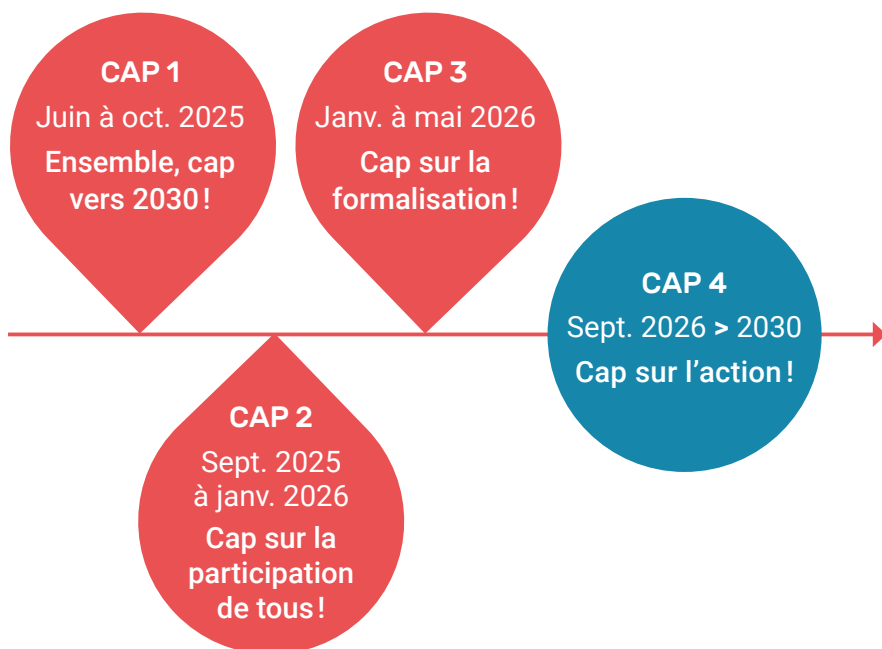 CAP 1
Juin à oct. 2025
Ensemble, cap
vers 2030 !
CAP 2
Sept. 2025
à janv. 2026
Cap sur la
participation
de tous !
CAP 3
Janv. à mai 2026
Cap sur la
formalisation !
CAP 4
Sept. 2026 > 2030
Cap sur l’action !